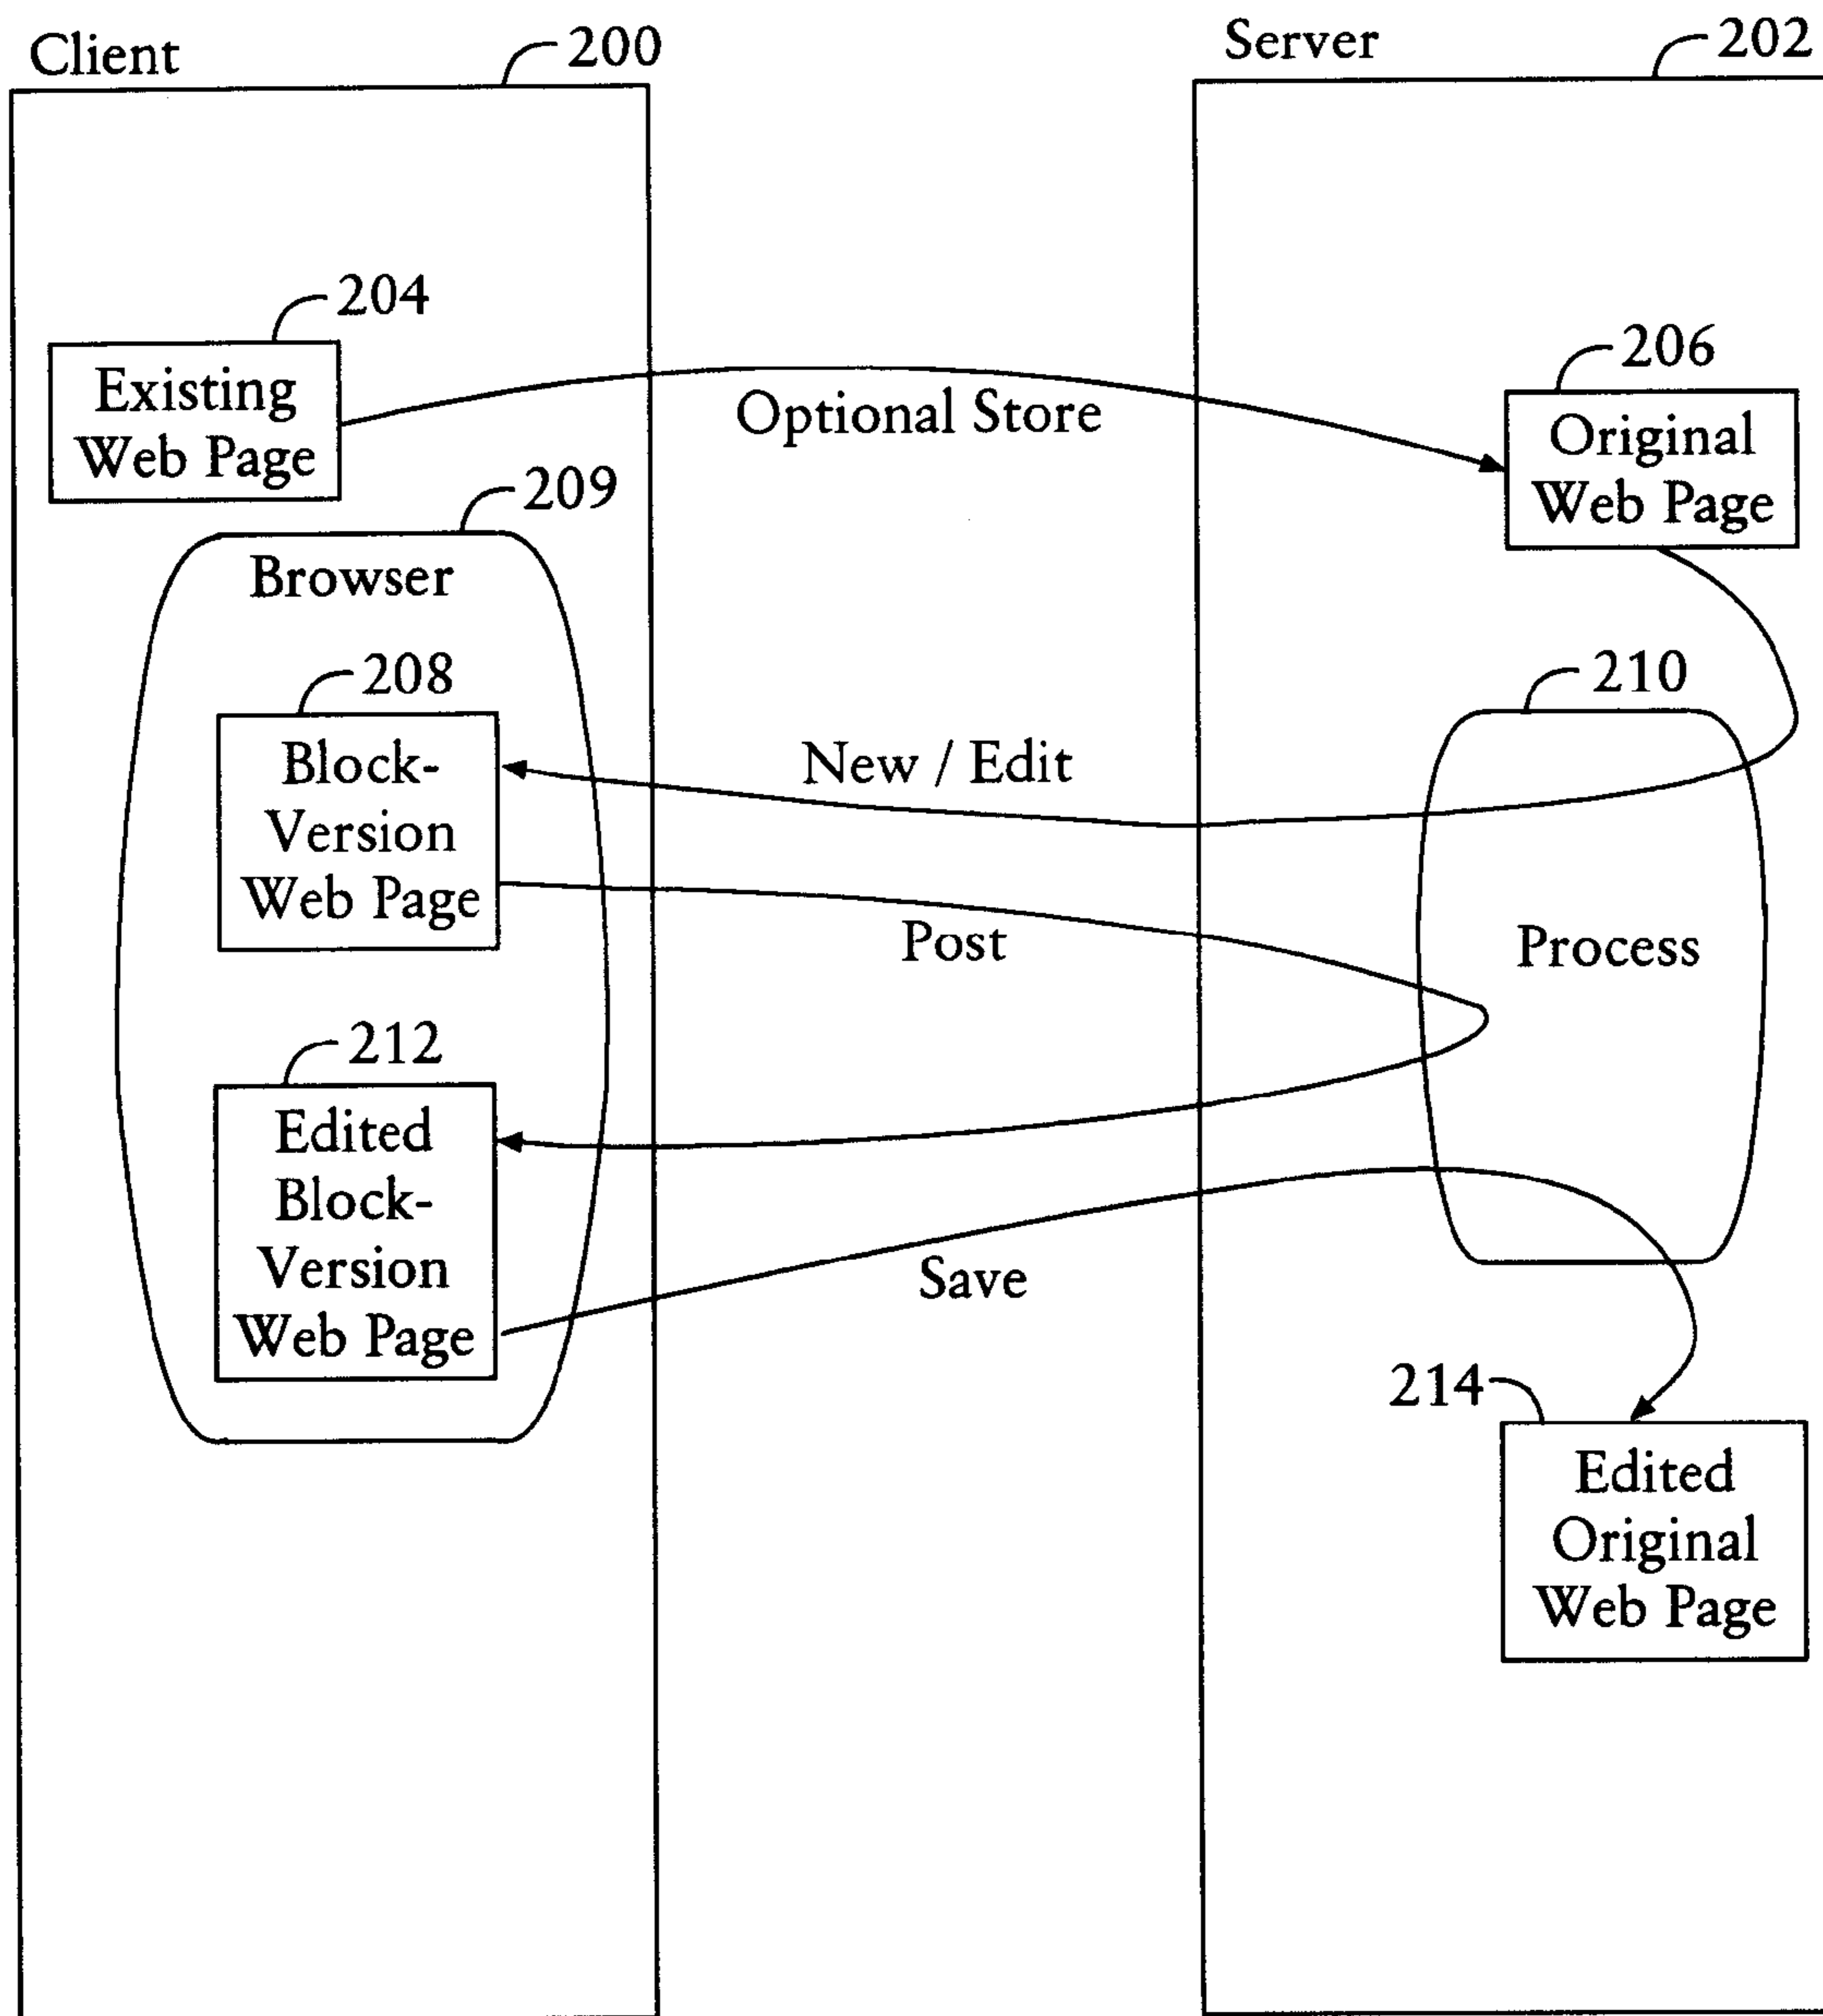 Client
200
Server
202
204
Existing
Web Page
Optional Store
206
Original
Web Page
209
Browser
208
Block-
Version
Web Page
New / Edit
210
Process
Post
212
Edited
Block-
Version
Web Page
Save
214
Edited
Original
Web Page